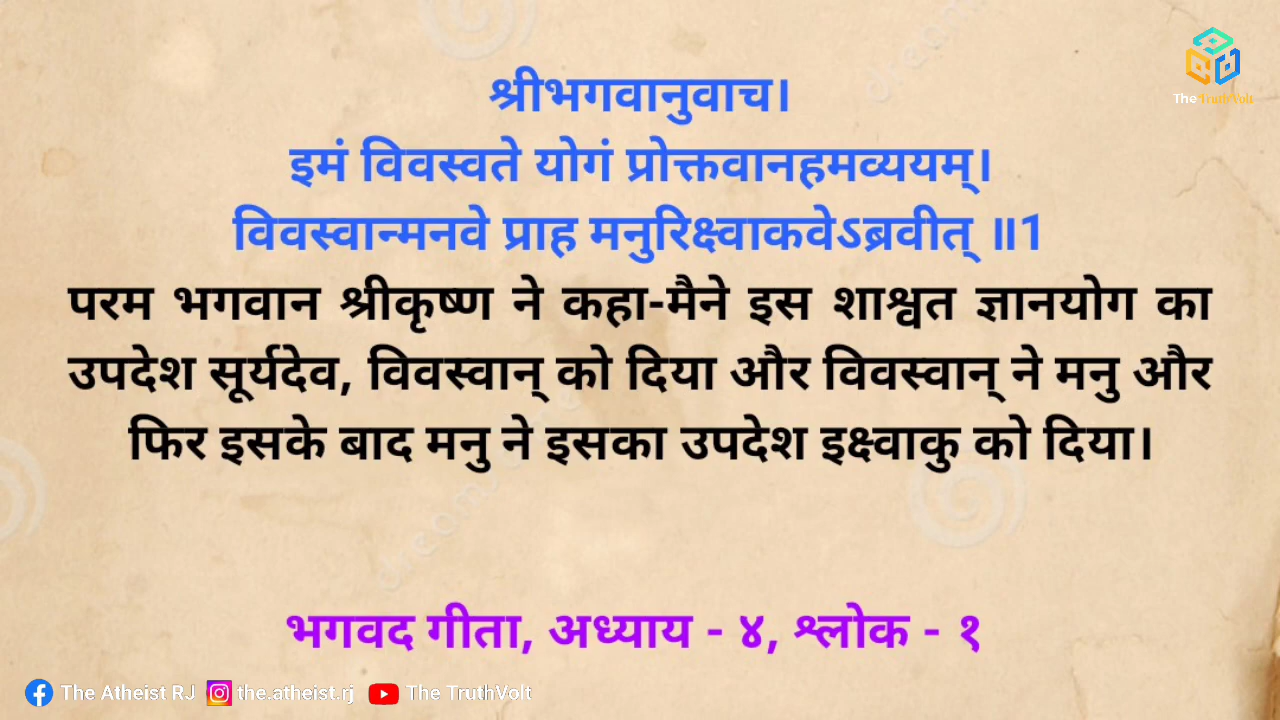 The TruthVolt
श्रीभगवानुवाच।
इमं विवस्वते योगं प्रोक्तवानहमव्ययम्।
विवस्वान्मनवे प्राह मनुरिक्ष्वाकवेऽब्रवीत् ॥1
परम भगवान श्रीकृष्ण ने कहा-मैने इस शाश्वत ज्ञानयोग का
उपदेश सूर्यदेव, विवस्वान् को दिया और विवस्वान् ने मनु और
फिर इसके बाद मनु ने इसका उपदेश इक्ष्वाकु को दिया।
भगवद गीता, अध्याय - ४, श्लोक - १
The Atheist RJ the.atheist.rj The TruthVolt